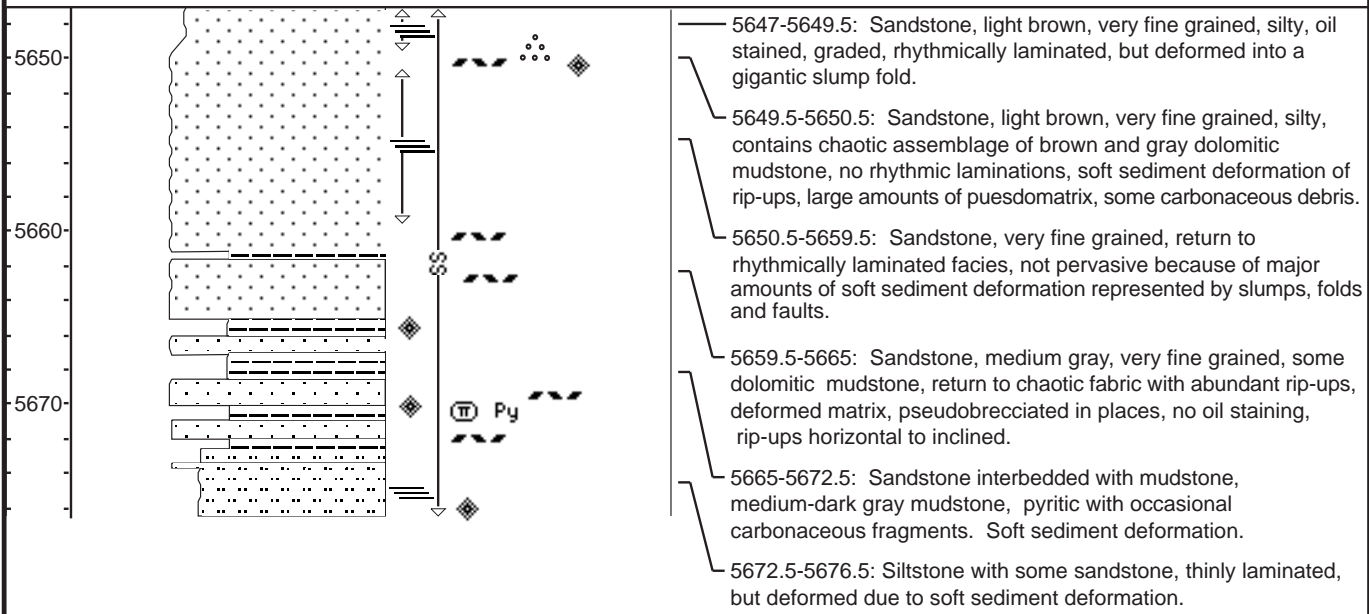 5650-
5660-
5670-
SS
π Py
5647-5649.5: Sandstone, light brown, very fine grained, silty, oil
stained, graded, rhythmically laminated, but deformed into a
gigantic slump fold.
5649.5-5650.5: Sandstone, light brown, very fine grained, silty,
contains chaotic assemblage of brown and gray dolomitic
mudstone, no rhythmic laminations, soft sediment deformation of
rip-ups, large amounts of puesdomatrix, some carbonaceous debris.
5650.5-5659.5: Sandstone, very fine grained, return to
rhythmically laminated facies, not pervasive because of major
amounts of soft sediment deformation represented by slumps, folds
and faults.
5659.5-5665: Sandstone, medium gray, very fine grained, some
dolomitic mudstone, return to chaotic fabric with abundant rip-ups,
deformed matrix, pseudobrecciated in places, no oil staining,
rip-ups horizontal to inclined.
5665-5672.5: Sandstone interbedded with mudstone,
medium-dark gray mudstone, pyritic with occasional
carbonaceous fragments. Soft sediment deformation.
5672.5-5676.5: Siltstone with some sandstone, thinly laminated,
but deformed due to soft sediment deformation.